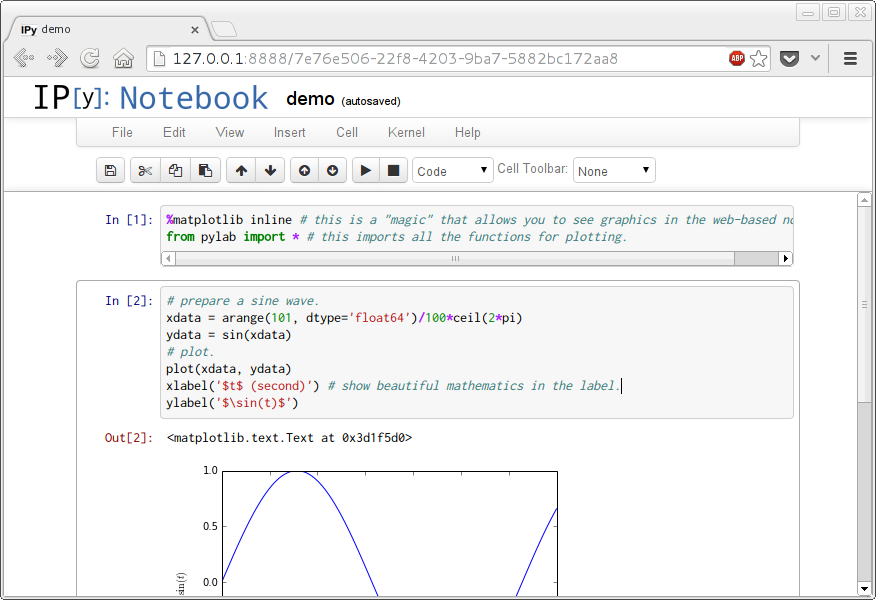 IPy demo
127.0.0.1:8888/7e76e506-22f8-4203-9ba7-5882bc172aa8
ABP
IP[y]: Notebook demo (autosaved)
File Edit View Insert Cell Kernel Help
Code Cell Toolbar: None
In [1]: %matplotlib inline # this is a "magic" that allows you to see graphics in the web-based
from pylab import * # this imports all the functions for plotting.
In [2]: # prepare a sine wave.
xdata = arange(101, dtype='float64')/100*ceil(2*pi)
ydata = sin(xdata)
# plot.
plot(xdata, ydata)
xlabel('$t$ (second)') # show beautiful mathematics in the label.
ylabel('$\sin(t)$')
Out[2]: <matplotlib.text.Text at 0x3d1f5d0>
1.0
0.5
0.0
sin(t)